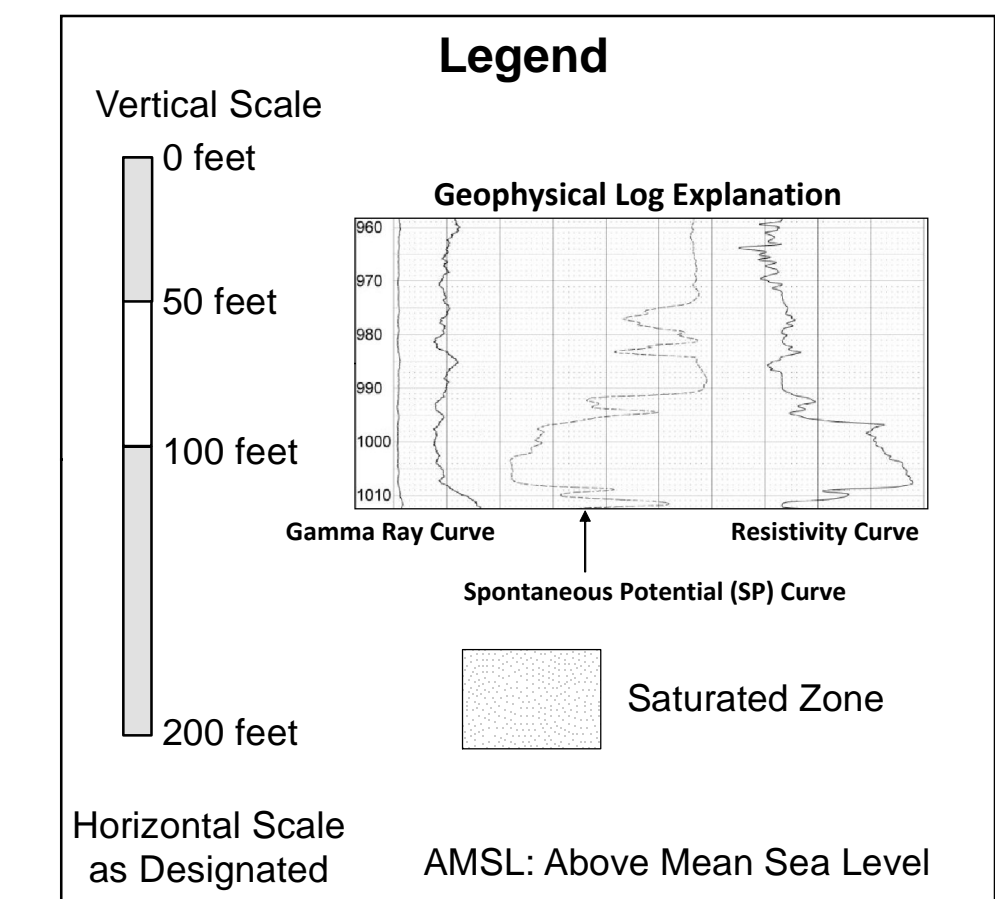 Legend
Vertical Scale
0 feet
50 feet
100 feet
200 feet
Geophysical Log Explanation
960
970
980
990
1000
1010
Gamma Ray Curve
Resistivity Curve
Spontaneous Potential (SP) Curve
Saturated Zone
Horizontal Scale
as Designated
AMSL: Above Mean Sea Level